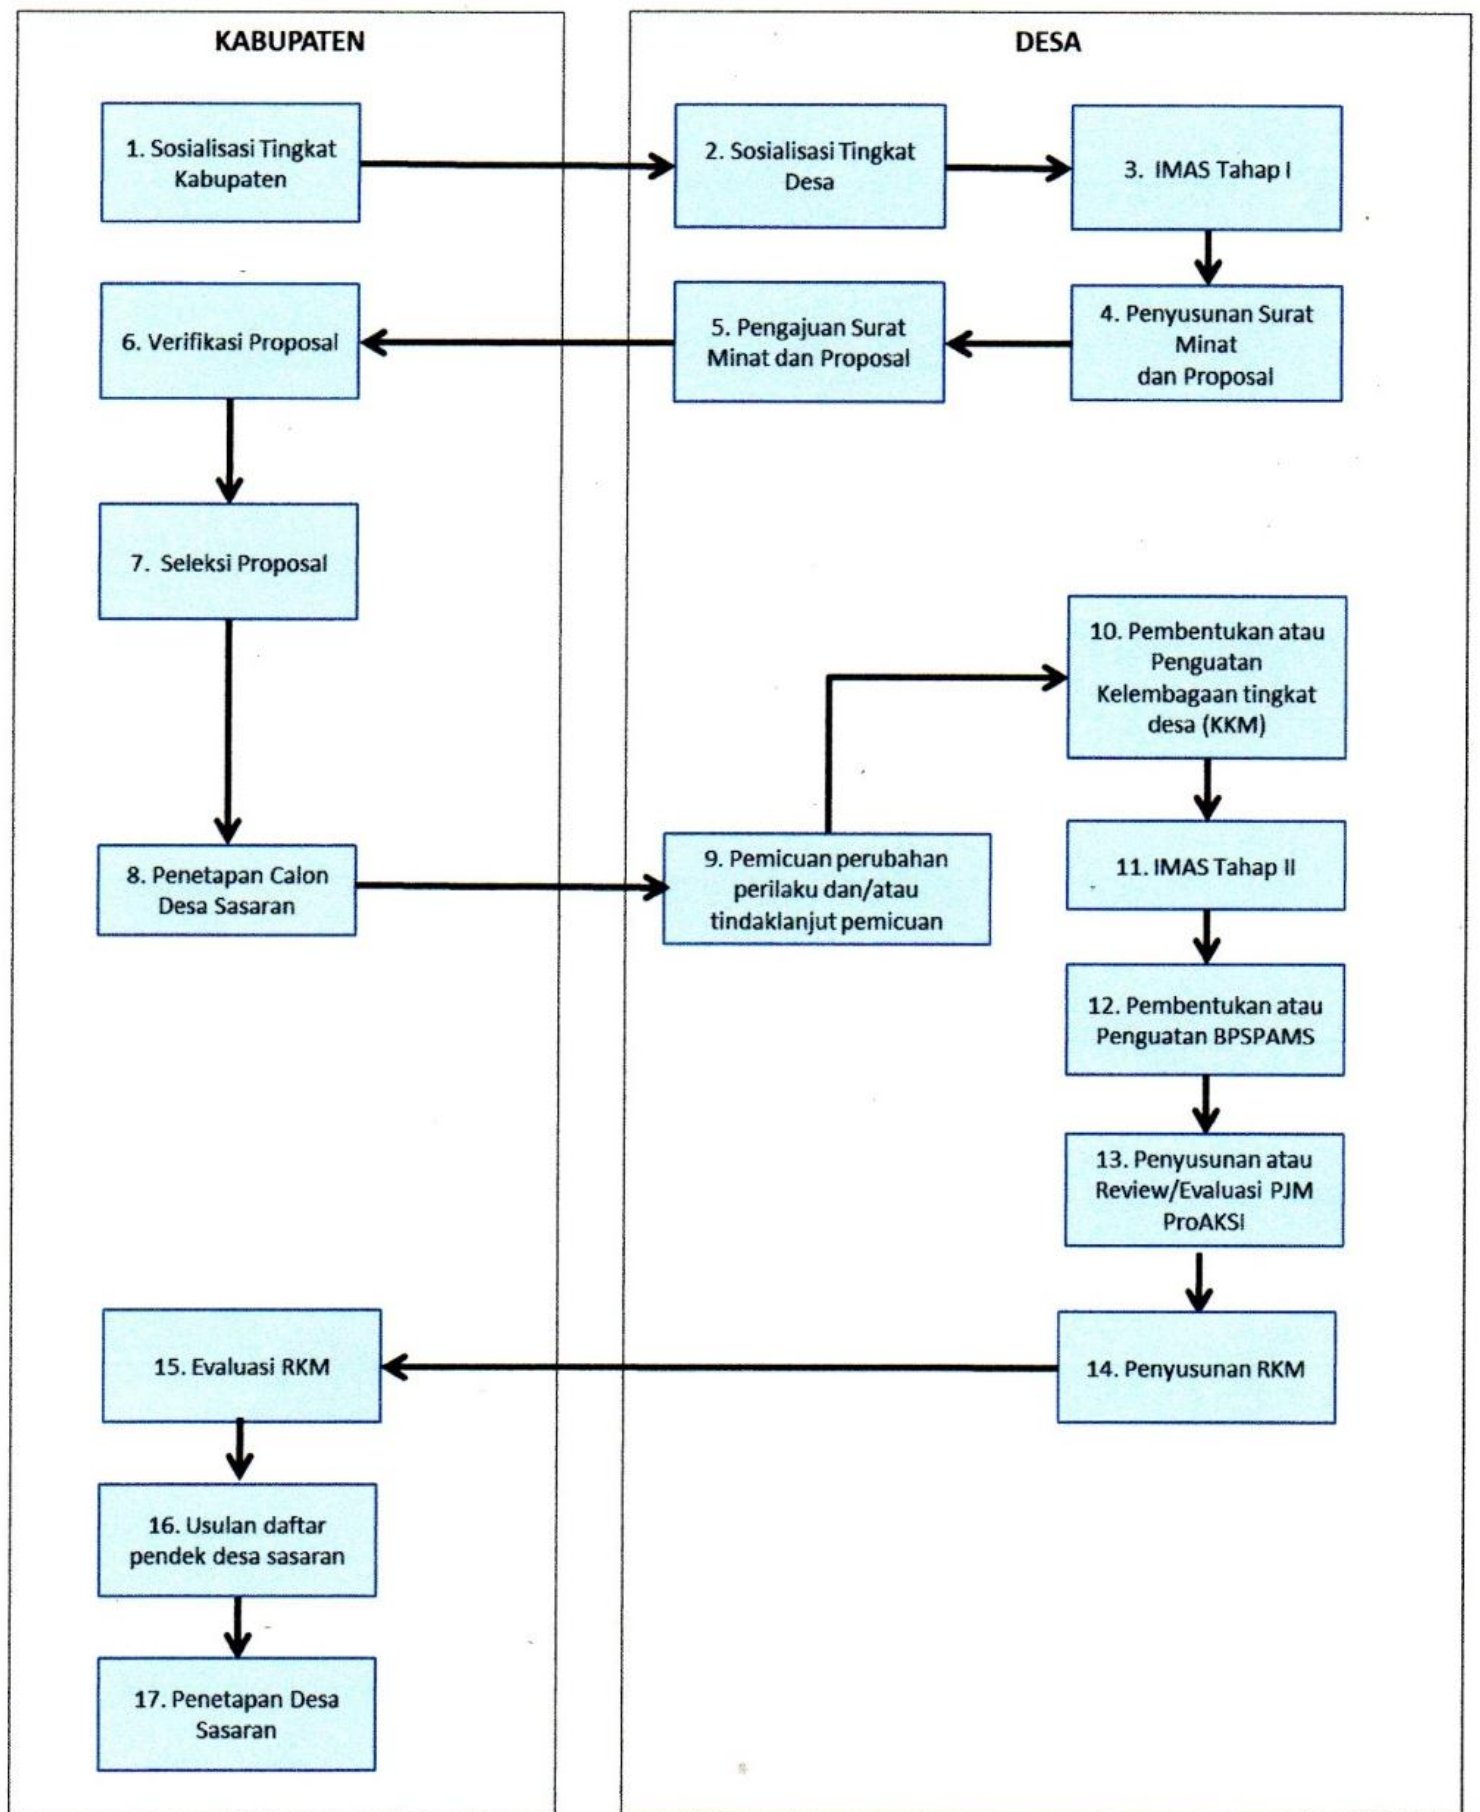 KABUPATEN
DESA
1. Sosialisasi Tingkat
Kabupaten
2. Sosialisasi Tingkat
Desa
3. IMAS Tahap I
4. Penyusunan Surat
Minat
dan Proposal
5. Pengajuan Surat
Minat dan Proposal
6. Verifikasi Proposal
7. Seleksi Proposal
8. Penetapan Calon
Desa Sasaran
9. Pemicuan perubahan
perilaku dan/atau
tindaklanjut pemicuan
10. Pembentukan atau
Penguatan
Kelembagaan tingkat
desa (KKM)
11. IMAS Tahap II
12. Pembentukan atau
Penguatan BPSPAMS
13. Penyusunan atau
Review/Evaluasi PJM
ProAKSI
14. Penyusunan RKM
15. Evaluasi RKM
16. Usulan daftar
pendek desa sasaran
17. Penetapan Desa
Sasaran